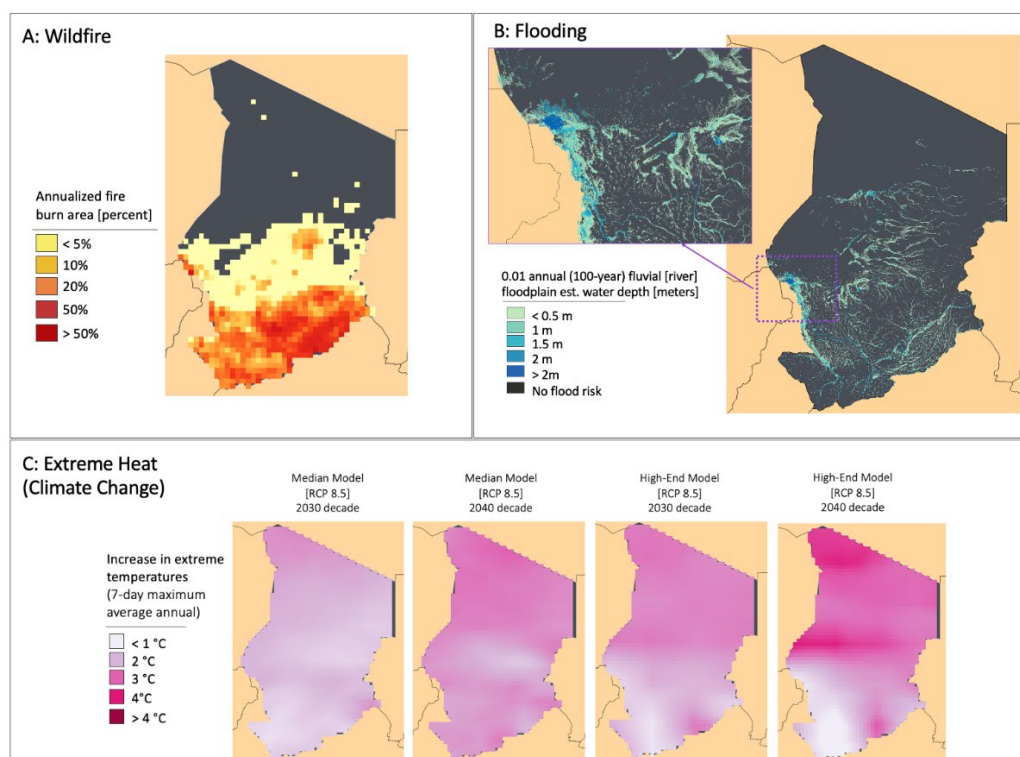 A: Wildfire
Annualized fire
burn area [percent]
< 5%
10%
20%
50%
> 50%
B: Flooding
0.01 annual (100-year) fluvial [river]
floodplain est. water depth [meters]
< 0.5 m
1 m
1.5 m
2 m
> 2m
No flood risk
C: Extreme Heat
(Climate Change)
Increase in extreme
temperatures
(7-day maximum
average annual)
< 1 °C
2 °C
3 °C
4°C
> 4 °C
Median Model
[RCP 8.5]
2030 decade
Median Model
[RCP 8.5]
2040 decade
High-End Model
[RCP 8.5]
2030 decade
High-End Model
[RCP 8.5]
2040 decade